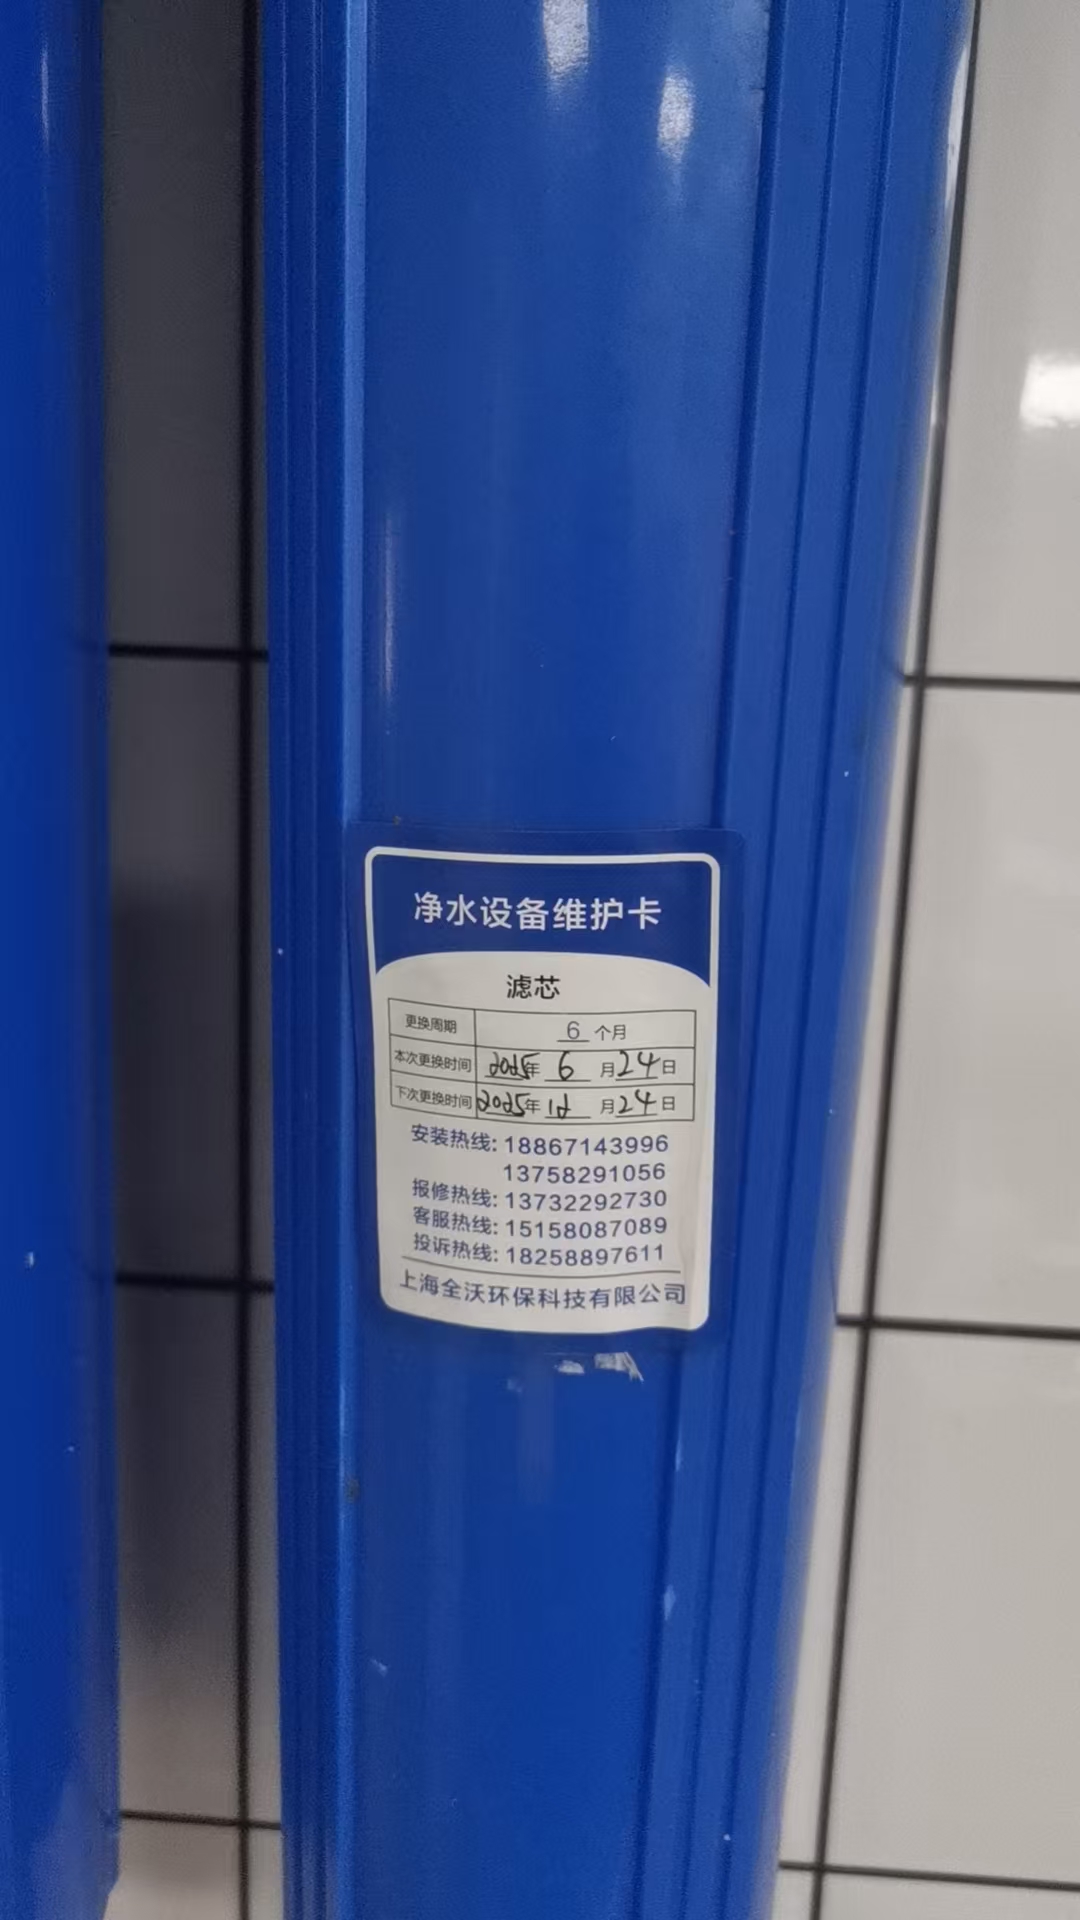 净水设备维护卡
滤芯
更换周期 6 个月
本次更换时间 2025年 6 月 24日
下次更换时间 2025年 12 月 24日
安装热线: 18867143996
13758291056
报修热线: 13732292730
客服热线: 15158087089
投诉热线: 18258897611
上海全沃环保科技有限公司